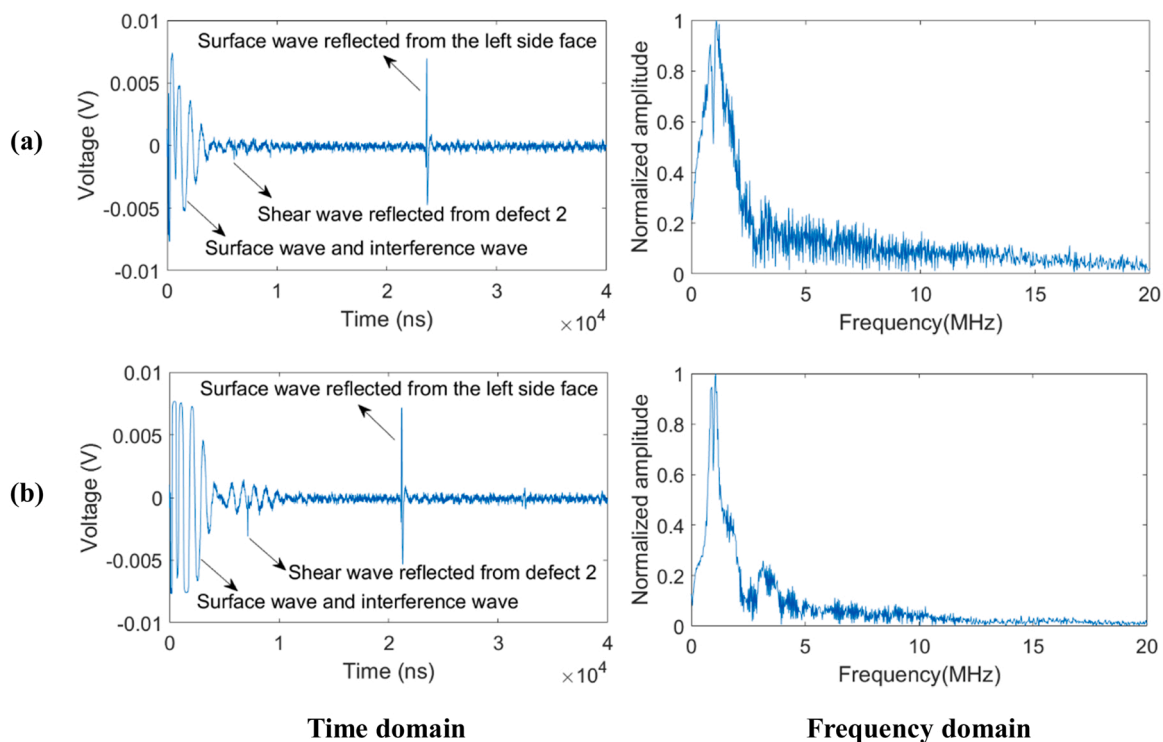 (a)
Voltage (V)
0.01
0.005
0
-0.005
-0.01
Surface wave reflected from the left side face
Shear wave reflected from defect 2
Surface wave and interference wave
0 1 2 3 4
Time (ns)
×10⁴
Normalized amplitude
1
0.8
0.6
0.4
0.2
0
0 5 10 15 20
Frequency(MHz)
(b)
Voltage (V)
0.01
0.005
0
-0.005
-0.01
Surface wave reflected from the left side face
Shear wave reflected from defect 2
Surface wave and interference wave
0 1 2 3 4
Time (ns)
×10⁴
Normalized amplitude
1
0.8
0.6
0.4
0.2
0
0 5 10 15 20
Frequency(MHz)
Time domain
Frequency domain